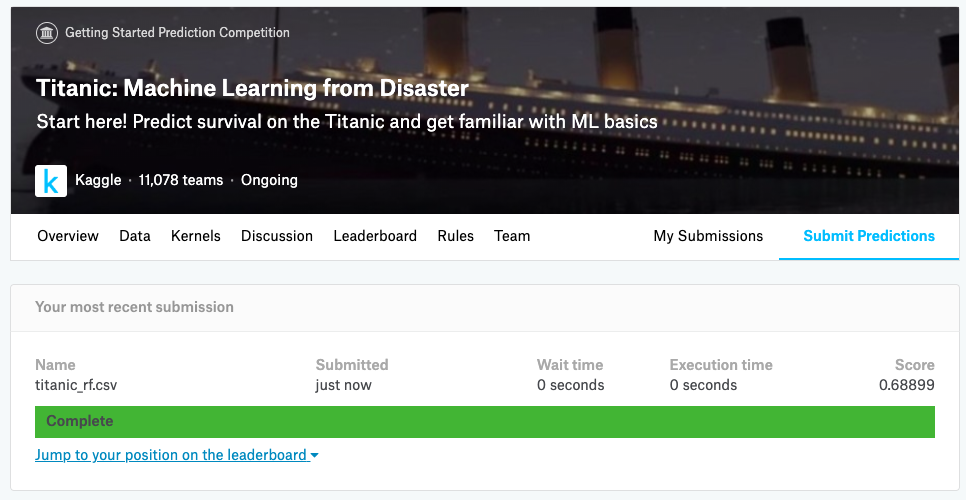 Getting Started Prediction Competition
Titanic: Machine Learning from Disaster
Start here! Predict survival on the Titanic and get familiar with ML basics
k Kaggle · 11,078 teams · Ongoing
Overview Data Kernels Discussion Leaderboard Rules Team My Submissions Submit Predictions
Your most recent submission
Name Submitted Wait time Execution time Score
titanic_rf.csv just now 0 seconds 0 seconds 0.68899
Complete
Jump to your position on the leaderboard